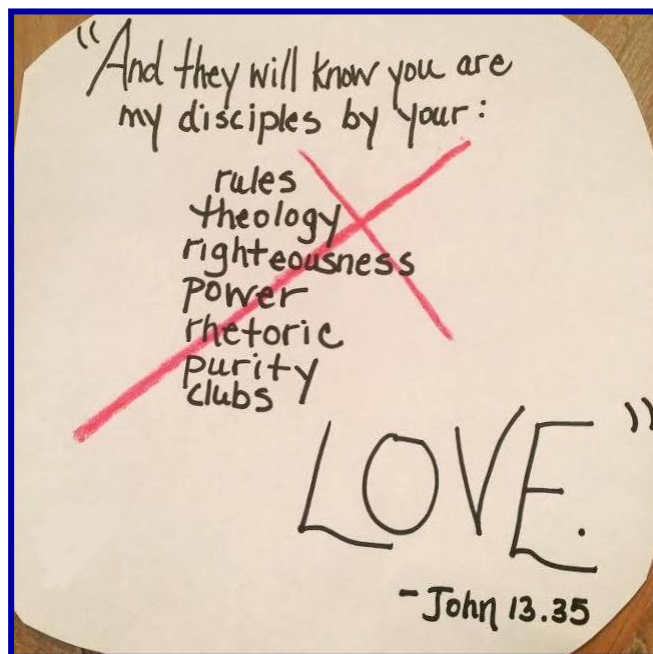 "And they will know you are
my disciples by your:
rules
theology
righteousness
power
rhetoric
purity
clubs
LOVE."
-John 13.35